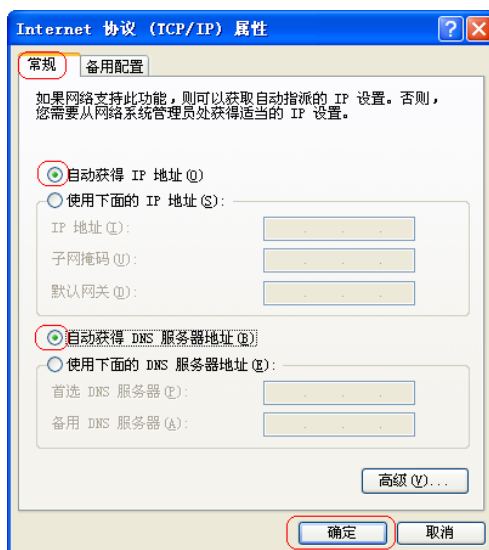 Internet 协议 (TCP/IP) 属性
常规 备用配置
如果网络支持此功能，则可以获取自动指派的 IP 设置。否则，
您需要从网络系统管理员处获得适当的 IP 设置。
自动获得 IP 地址(O)
使用下面的 IP 地址(S):
IP 地址(I):
子网掩码(U):
默认网关(D):
自动获得 DNS 服务器地址(B)
使用下面的 DNS 服务器地址(E):
首选 DNS 服务器(P):
备用 DNS 服务器(A):
高级(V)...
确定 取消